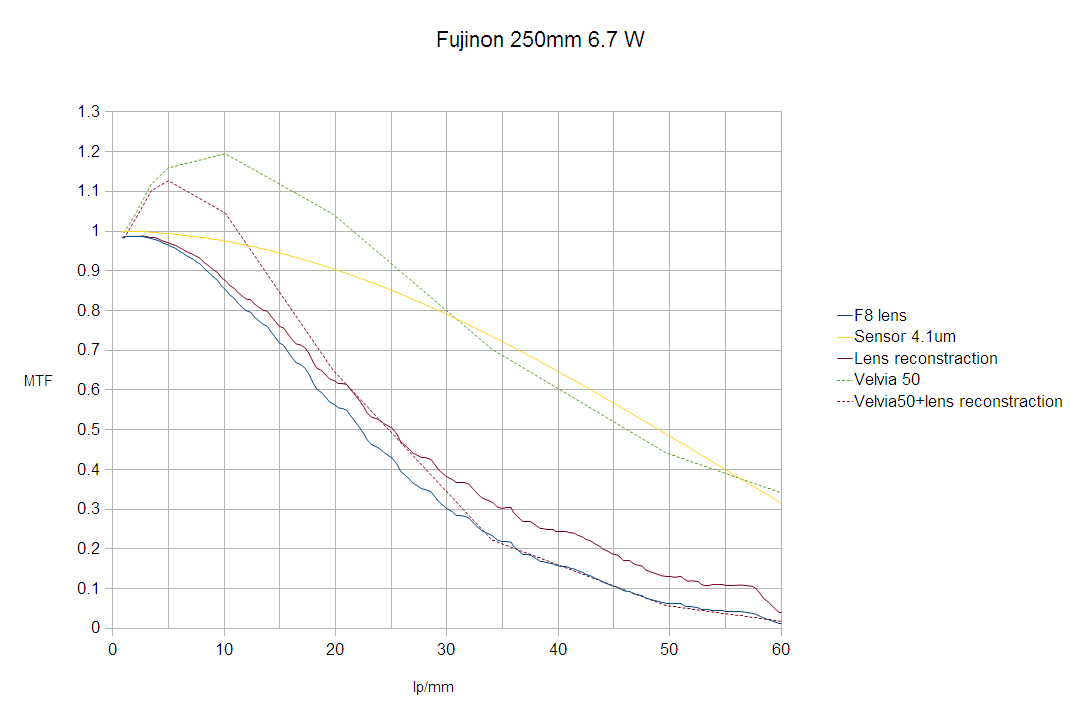 Fujinon 250mm 6.7 W
1.3
1.2
1.1
1
0.9
0.8
0.7
0.6
0.5
0.4
0.3
0.2
0.1
0
MTF
0 10 20 30 40 50 60
lp/mm
F8 lens
Sensor 4.1um
Lens reconstraction
Velvia 50
Velvia50+lens reconstraction